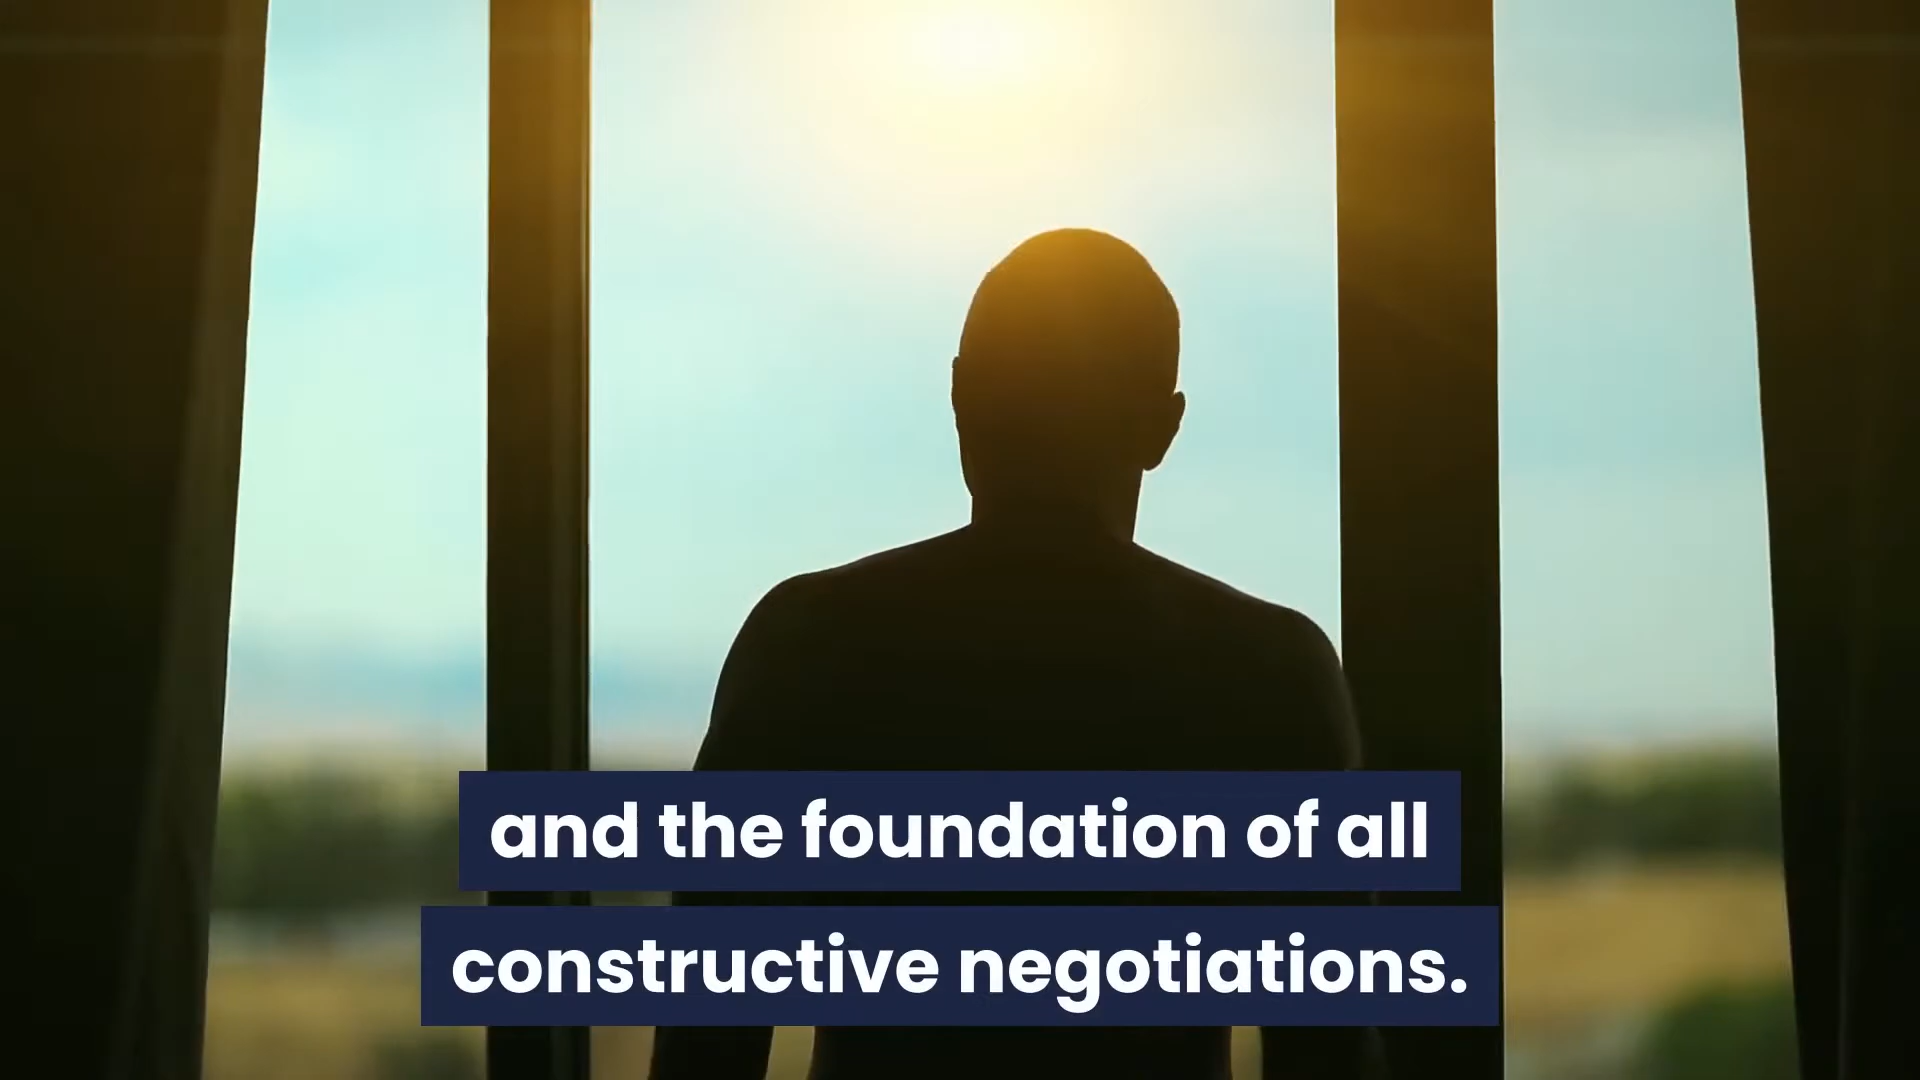 and the foundation of all
constructive negotiations.